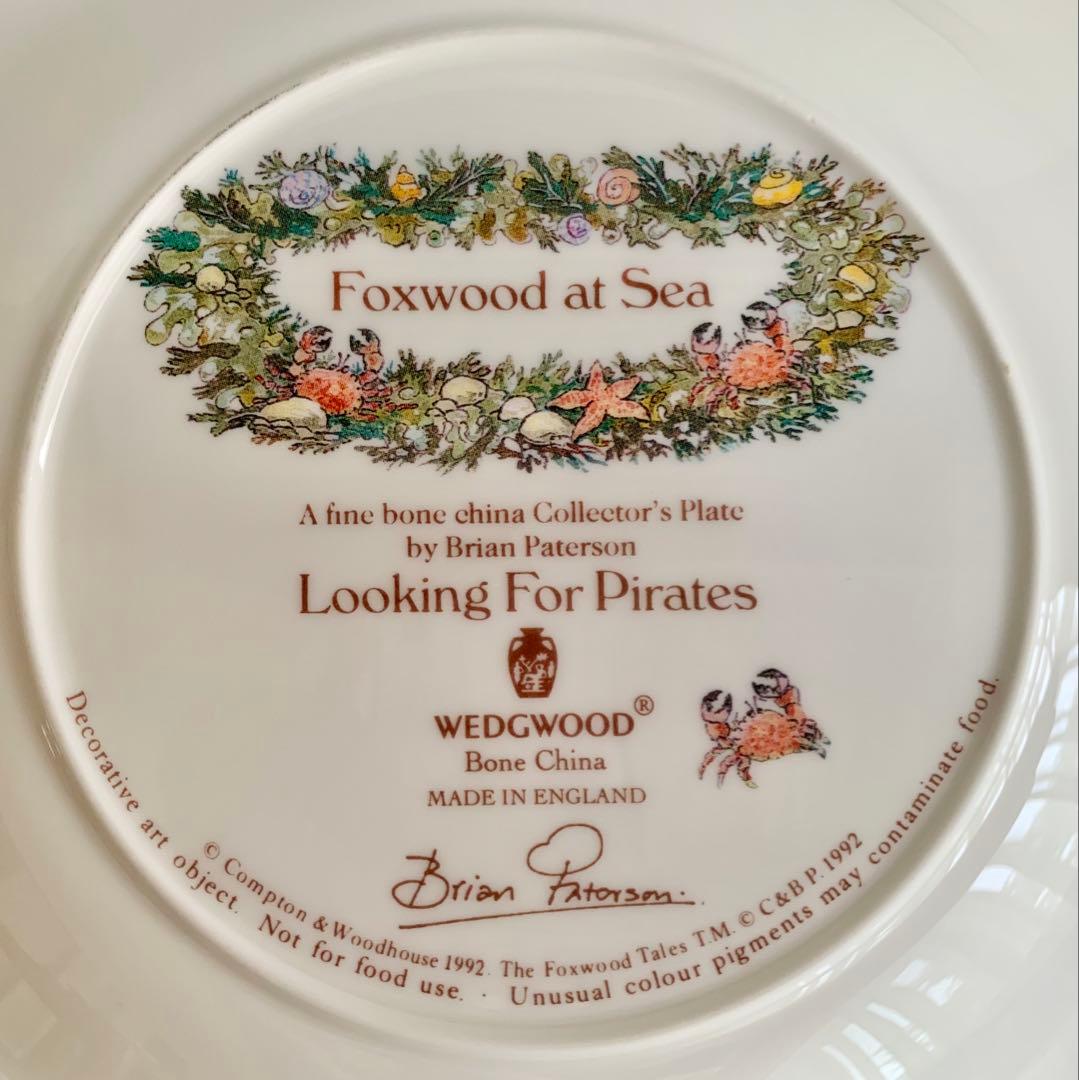 Foxwood at Sea
A fine bone china Collector's Plate
by Brian Paterson
Looking For Pirates
WEDGWOOD®
Bone China
MADE IN ENGLAND
Brian Paterson.
© Compton & Woodhouse 1992. The Foxwood Tales T.M. © C&B P. 1992
Decorative art object. Not for food use. · Unusual colour pigments may contaminate food.